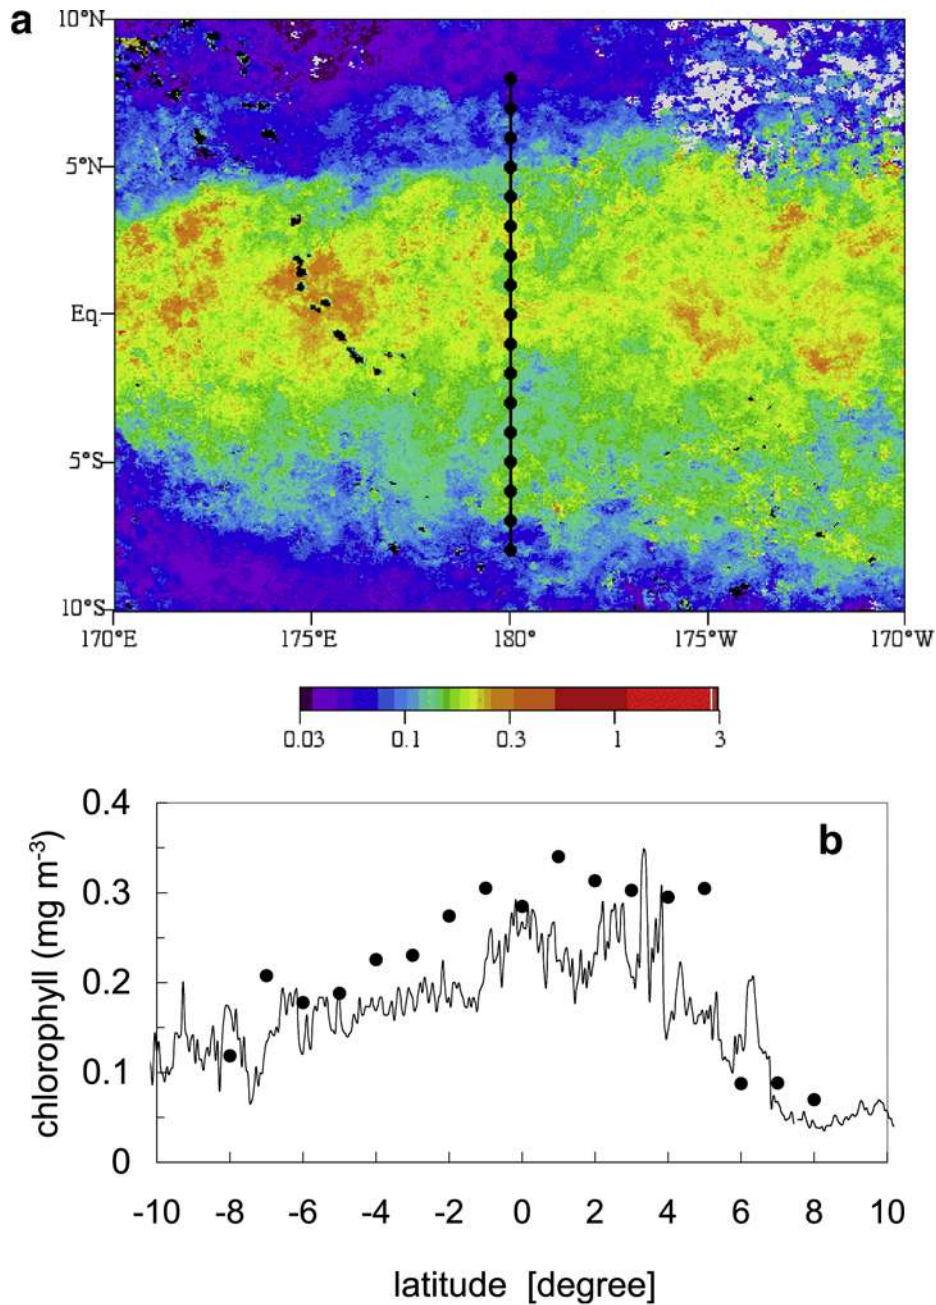 a
10°N
5°N
Eq.
5°S
10°S
170°E 175°E 180° 175°W 170°W
0.03 0.1 0.3 1 3
b
chlorophyll (mg m⁻³)
0.4
0.3
0.2
0.1
0
-10 -8 -6 -4 -2 0 2 4 6 8 10
latitude [degree]